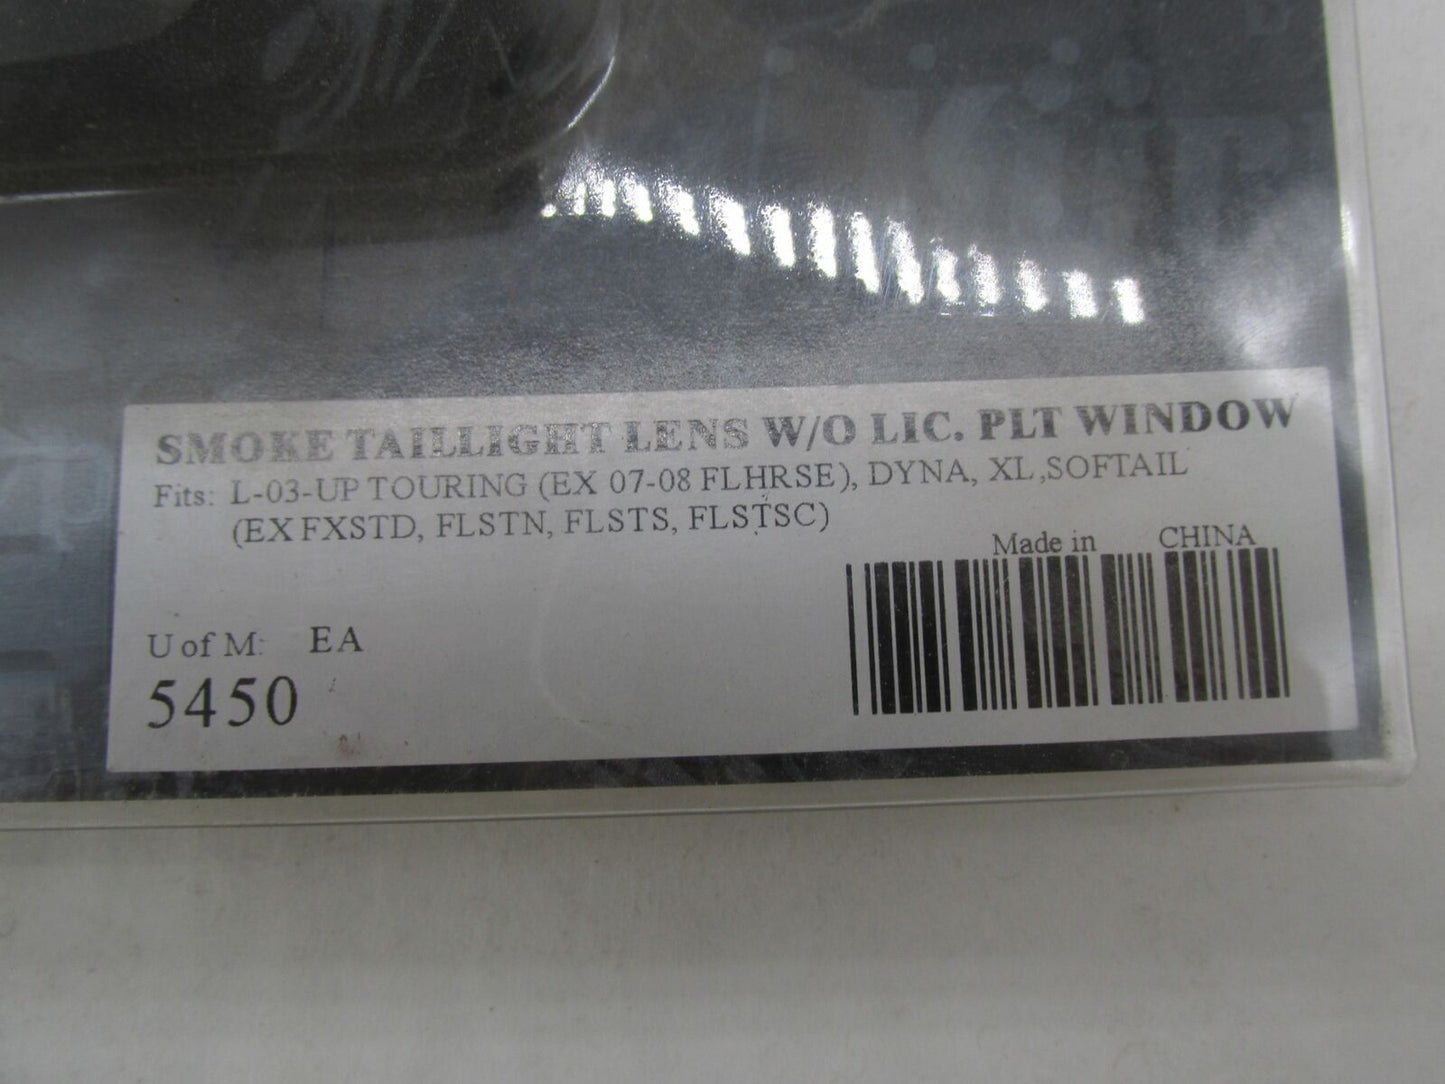 SMOKE TAILLIGHT LENS W/O LIC. PLT WINDOW
Fits: L-03-UP TOURING (EX 07-08 FLHRSE), DYNA, XL,SOFTAIL
(EX FXSTD, FLSTN, FLSTS, FLSTSC)
Made in CHINA
U of M: EA
5450